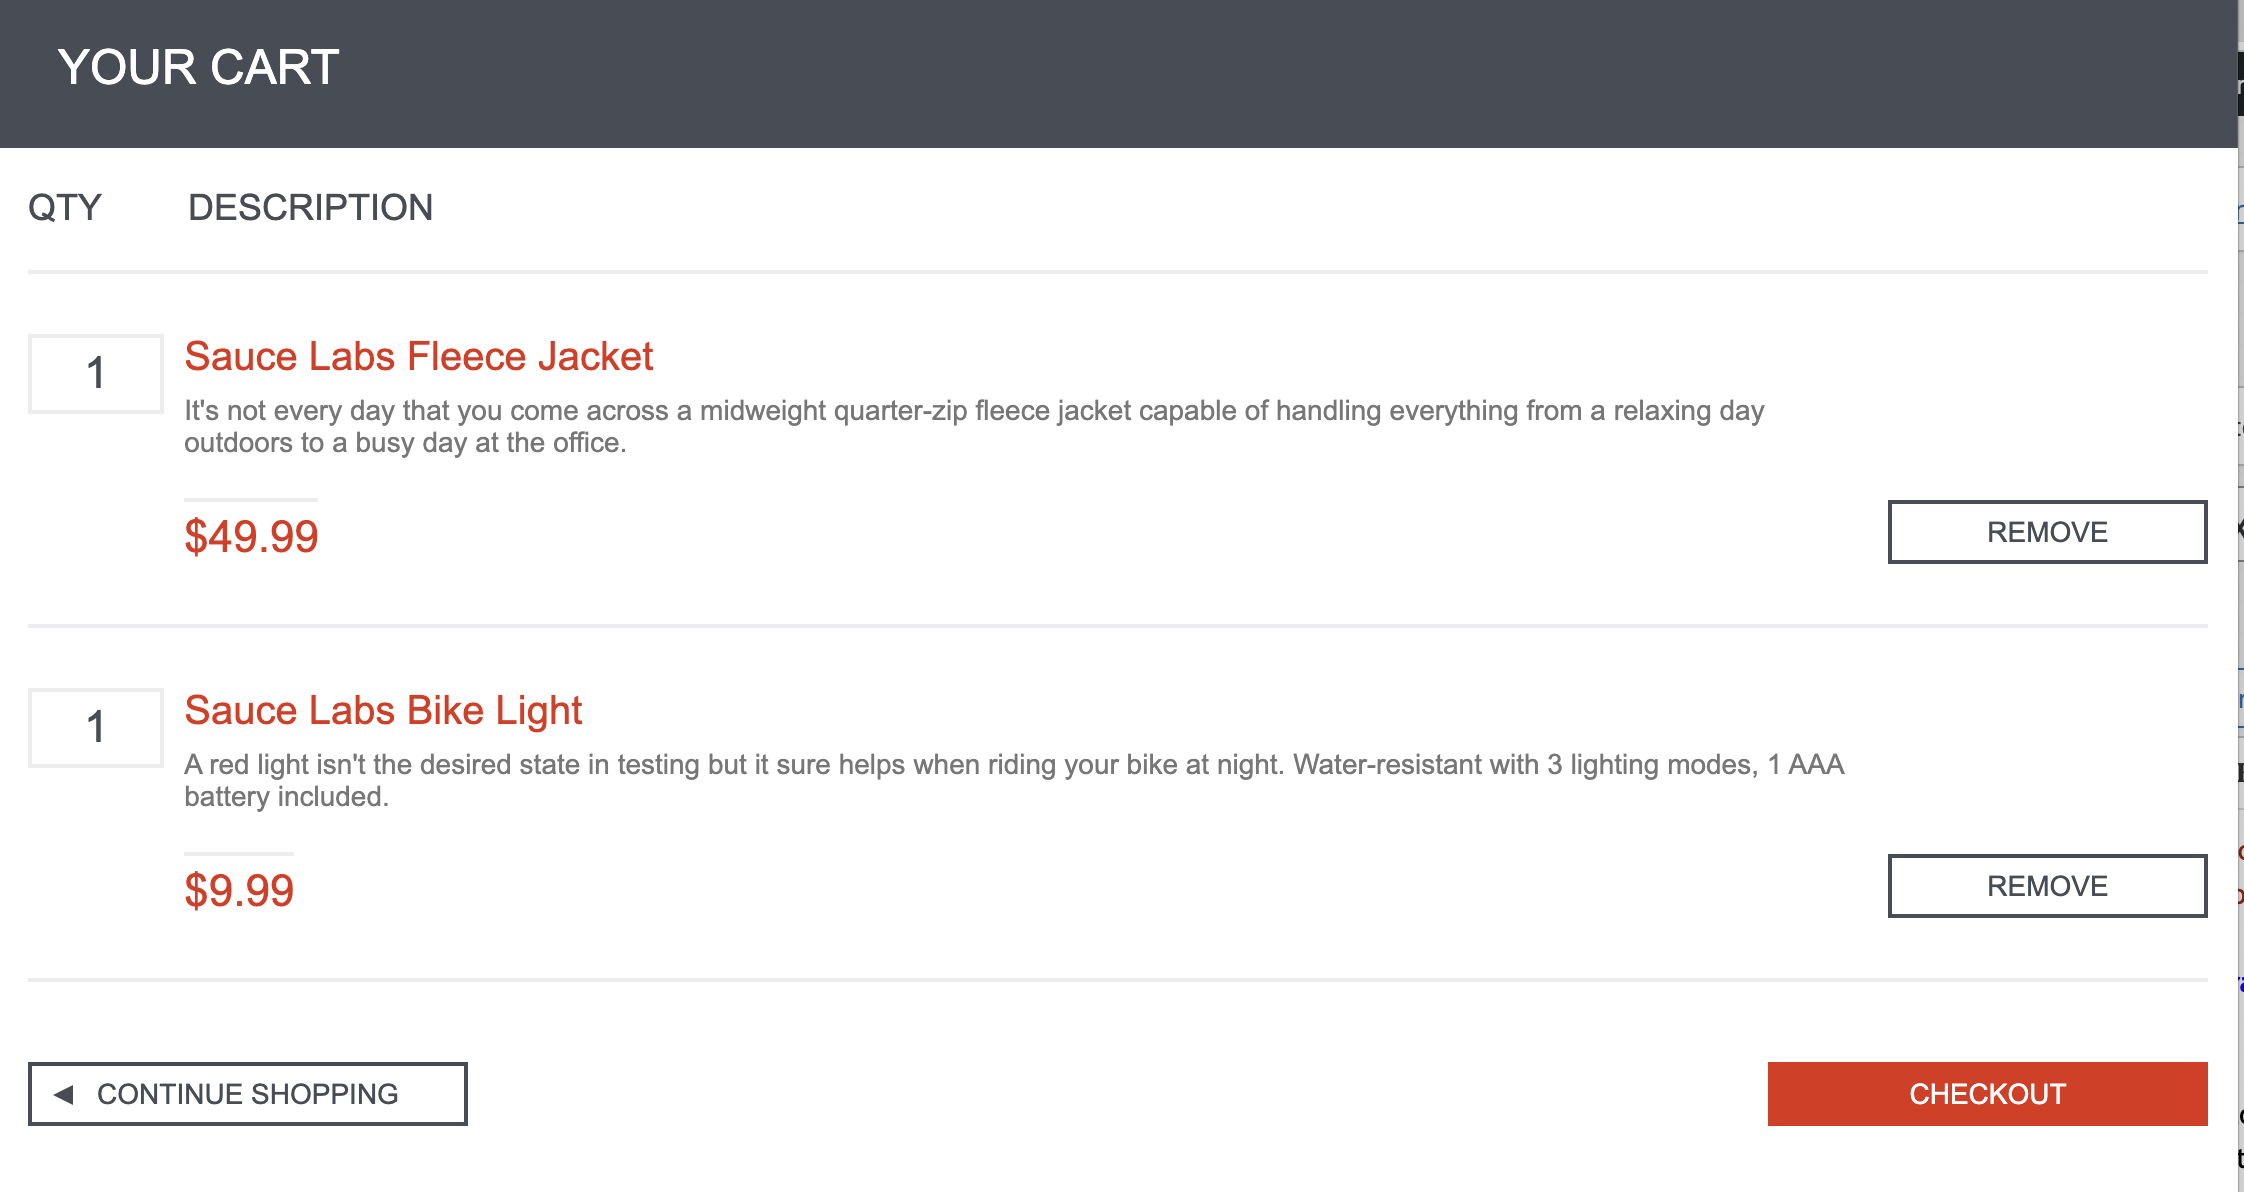 YOUR CART
QTY DESCRIPTION
1 Sauce Labs Fleece Jacket
It's not every day that you come across a midweight quarter-zip fleece jacket capable of handling everything from a relaxing day
outdoors to a busy day at the office.
$49.99 REMOVE
1 Sauce Labs Bike Light
A red light isn't the desired state in testing but it sure helps when riding your bike at night. Water-resistant with 3 lighting modes, 1 AAA
battery included.
$9.99 REMOVE
CONTINUE SHOPPING CHECKOUT